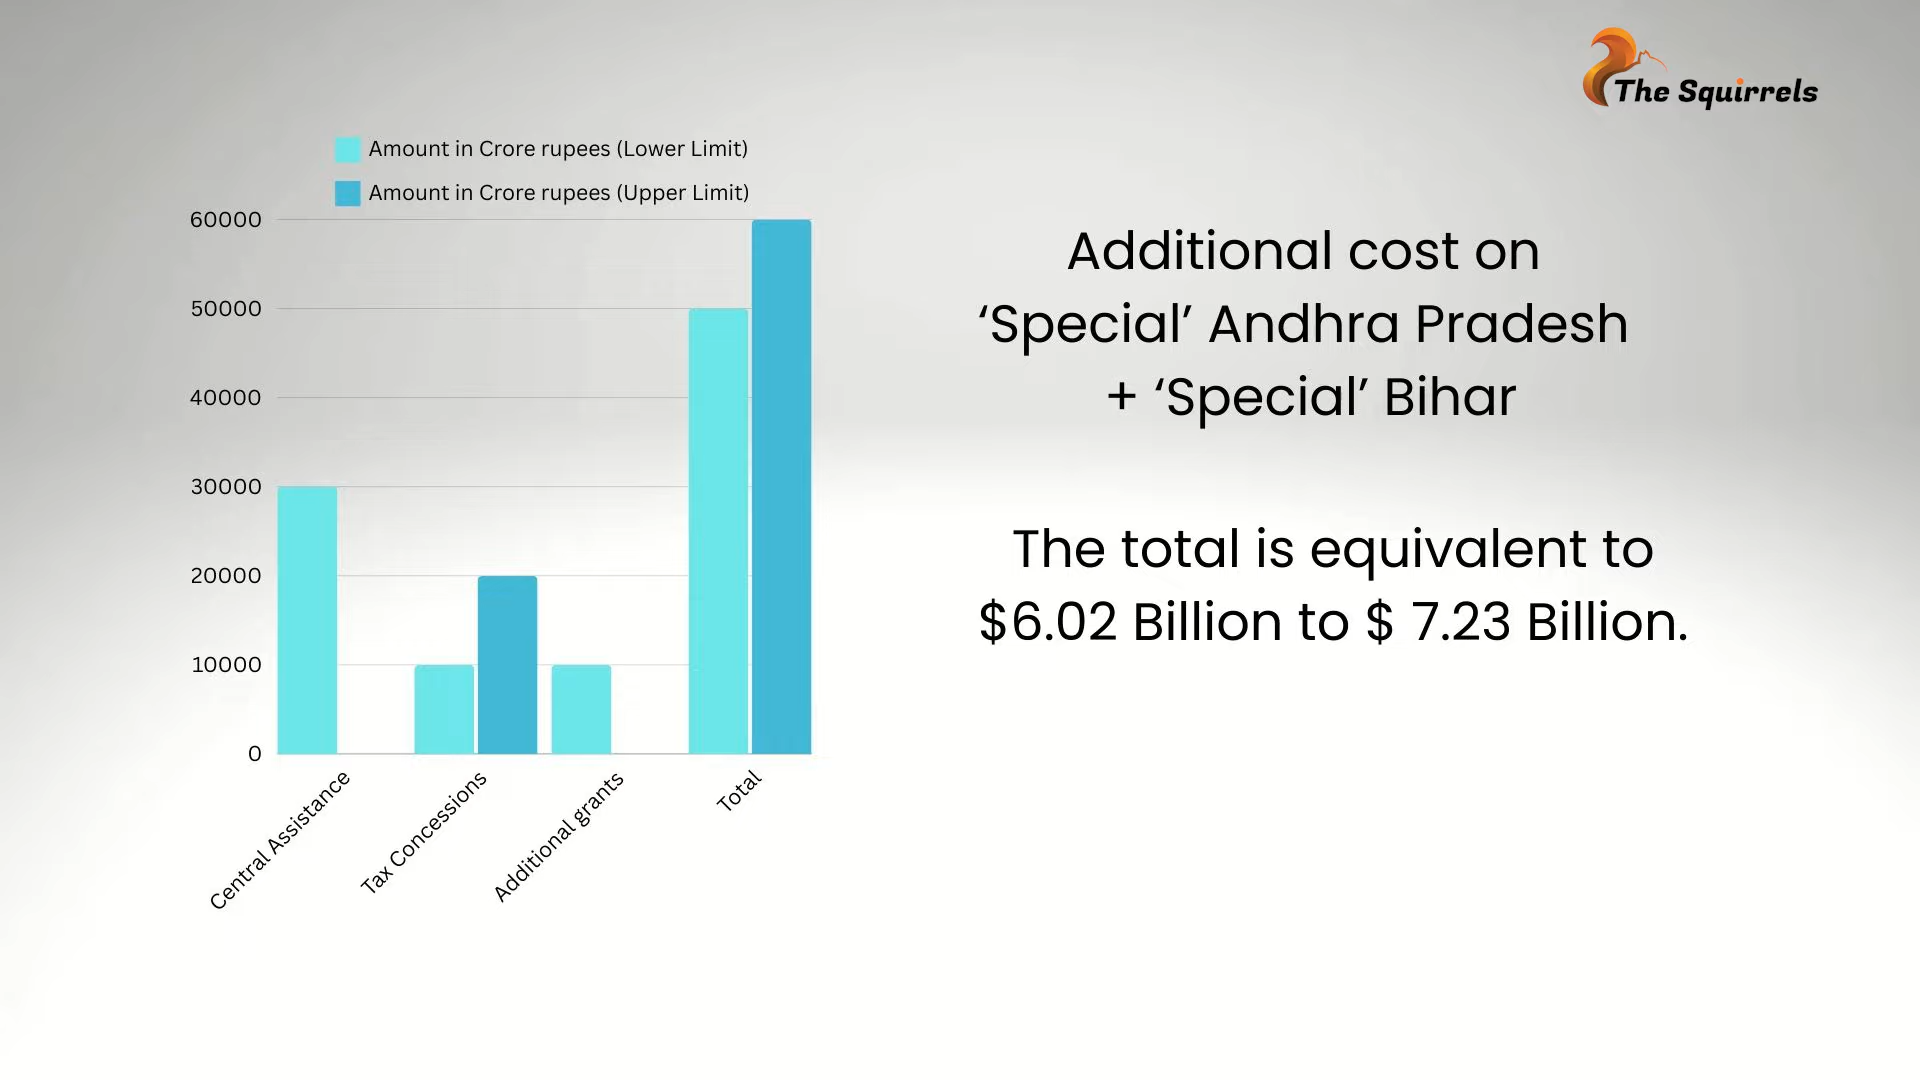 The Squirrels
Amount in Crore rupees (Lower Limit)
Amount in Crore rupees (Upper Limit)
60000
50000
40000
30000
20000
10000
0
Central Assistance
Tax Concessions
Additional grants
Total
Additional cost on
‘Special’ Andhra Pradesh
+ ‘Special’ Bihar
The total is equivalent to
$6.02 Billion to $ 7.23 Billion.